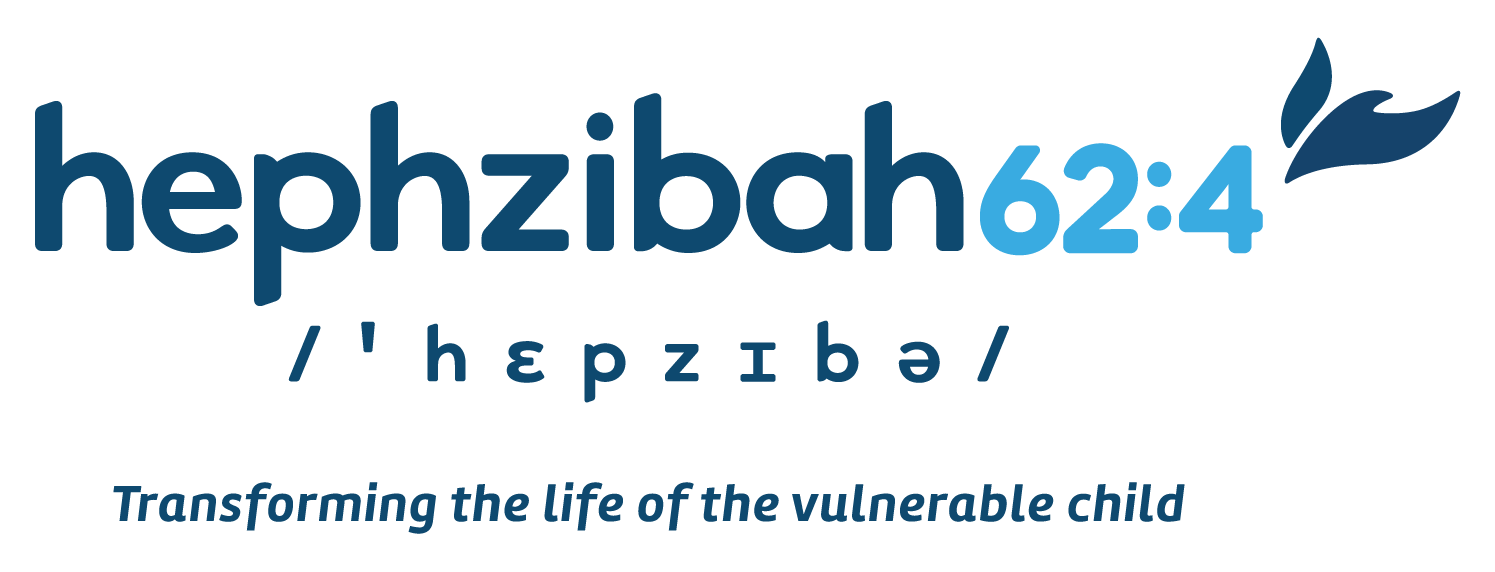 hephzibah62:4
/ ' h ɛ p z ɪ b ə /
Transforming the life of the vulnerable child